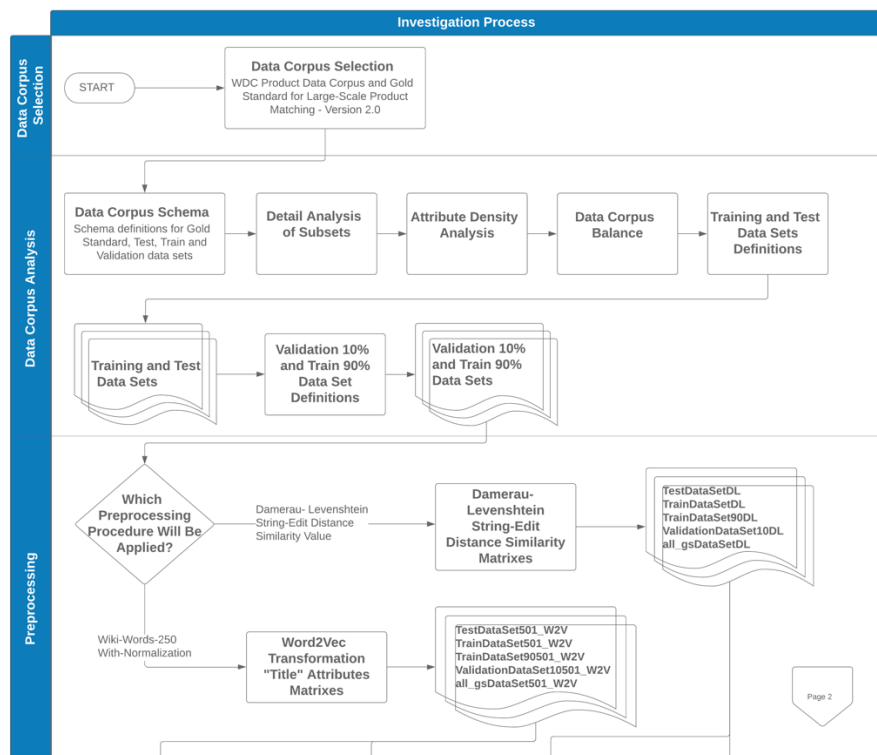 Investigation Process
Data Corpus
Selection
START
Data Corpus Selection
WDC Product Data Corpus and Gold
Standard for Large-Scale Product
Matching - Version 2.0
Data Corpus Analysis
Data Corpus Schema
Schema definitions for Gold
Standard, Test, Train and
Validation data sets
Detail Analysis
of Subsets
Attribute Density
Analysis
Data Corpus
Balance
Training and Test
Data Sets
Definitions
Training and Test
Data Sets
Validation 10%
and Train 90%
Data Set
Definitions
Validation 10%
and Train 90%
Data Sets
Preprocessing
Which
Preprocessing
Procedure Will Be
Applied?
Damerau- Levenshtein
String-Edit Distance
Similarity Value
Damerau-
Levenshtein
String-Edit
Distance Similarity
Matrixes
TestDataSetDL
TrainDataSetDL
TrainDataSet90DL
ValidationDataSet10DL
all_gsDataSetDL
Wiki-Words-250
With-Normalization
Word2Vec
Transformation
"Title" Attributes
Matrixes
TestDataSet501_W2V
TrainDataSet501_W2V
TrainDataSet90501_W2V
ValidationDataSet10501_W2V
all_gsDataSet501_W2V
Page 2